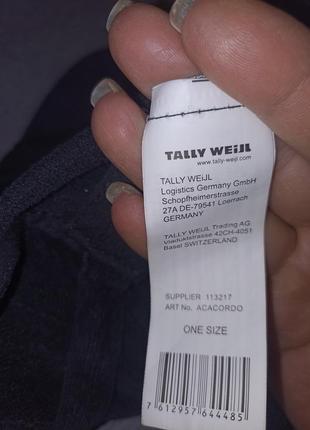 TALLY WEiJL
www.tally-weijl.com
TALLY WEiJL
Logistics Germany GmbH
Schopfheimerstrasse
27A DE-79541 Loerrach
GERMANY
TALLY WEIJL Trading AG.
Viaduktstrasse 42CH-4051
Basel SWITZERLAND
SUPPLIER 113217
ART No. ACACORDO
ONE SIZE
7 612957 644485